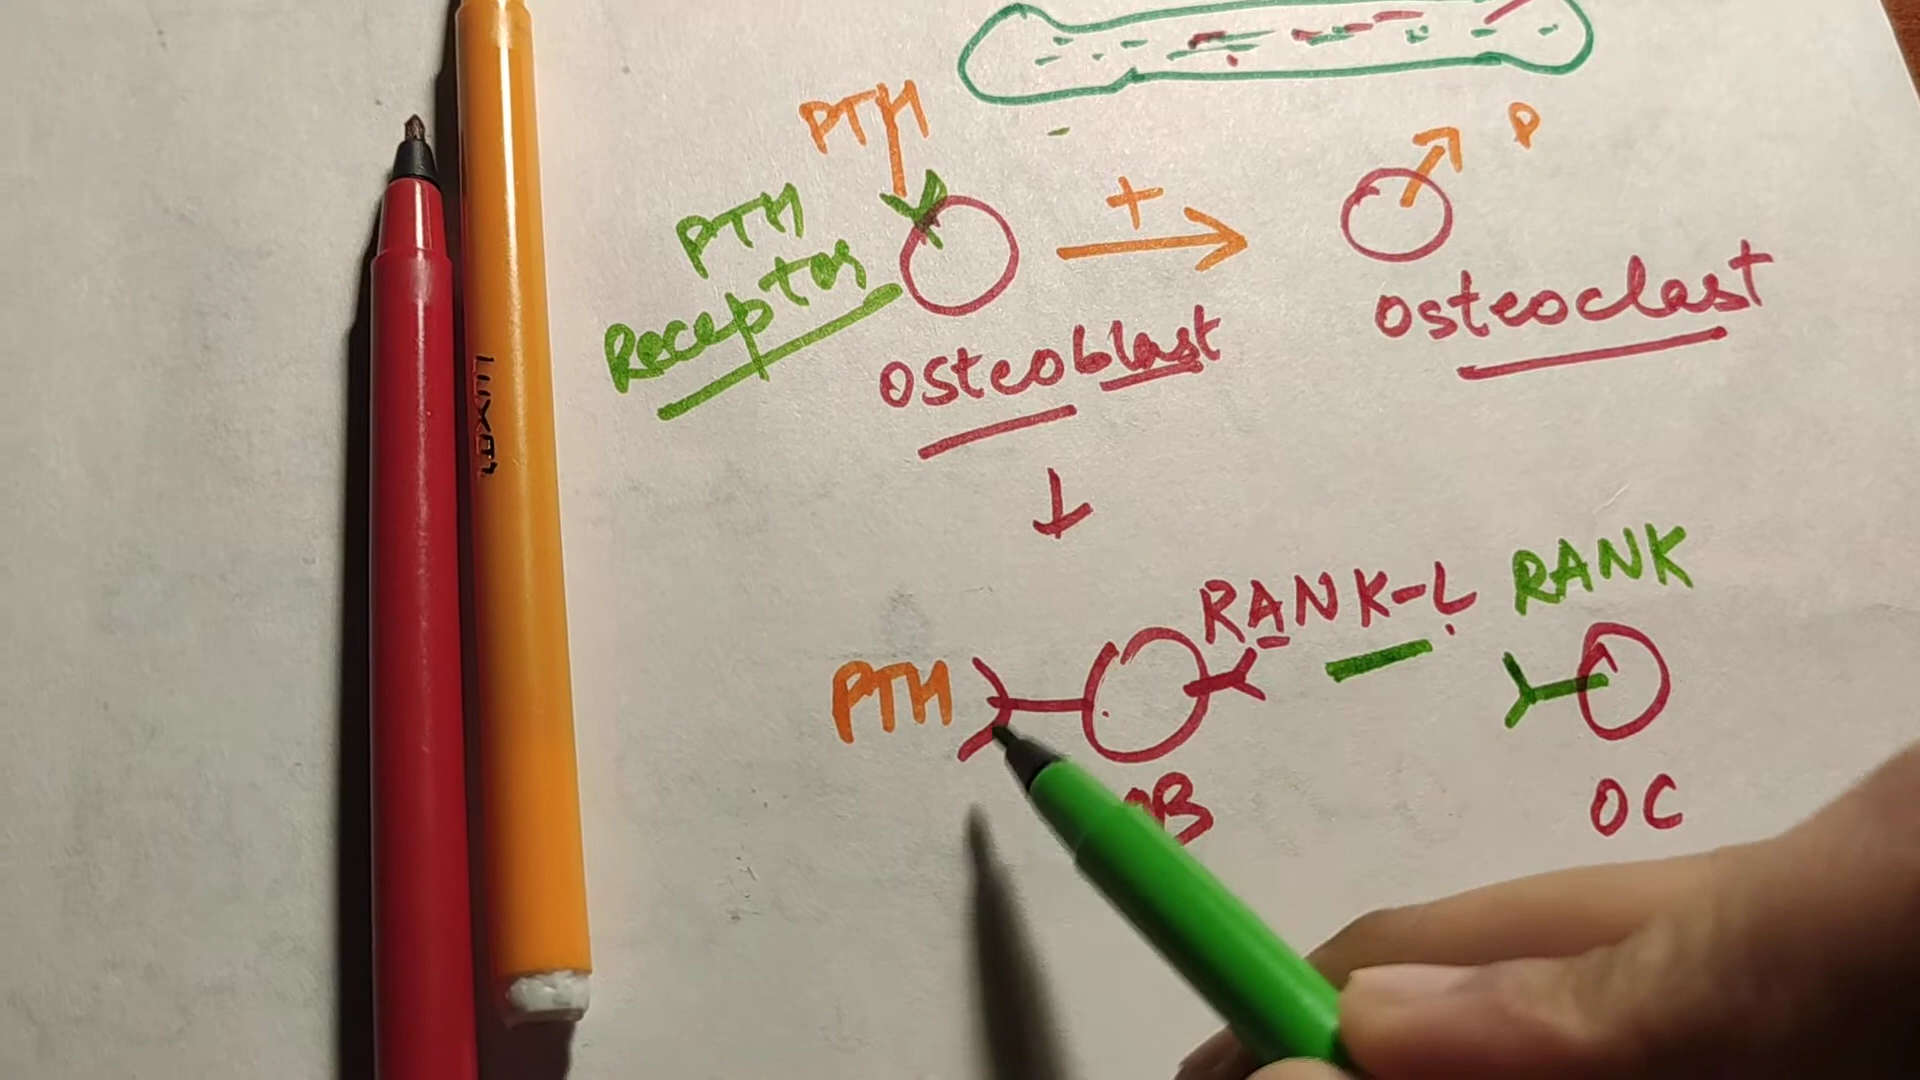 PTH
P
PTH
Receptor
Osteoblast
Osteoclast
RANK-L
RANK
PTH
OB
OC
LUXOR